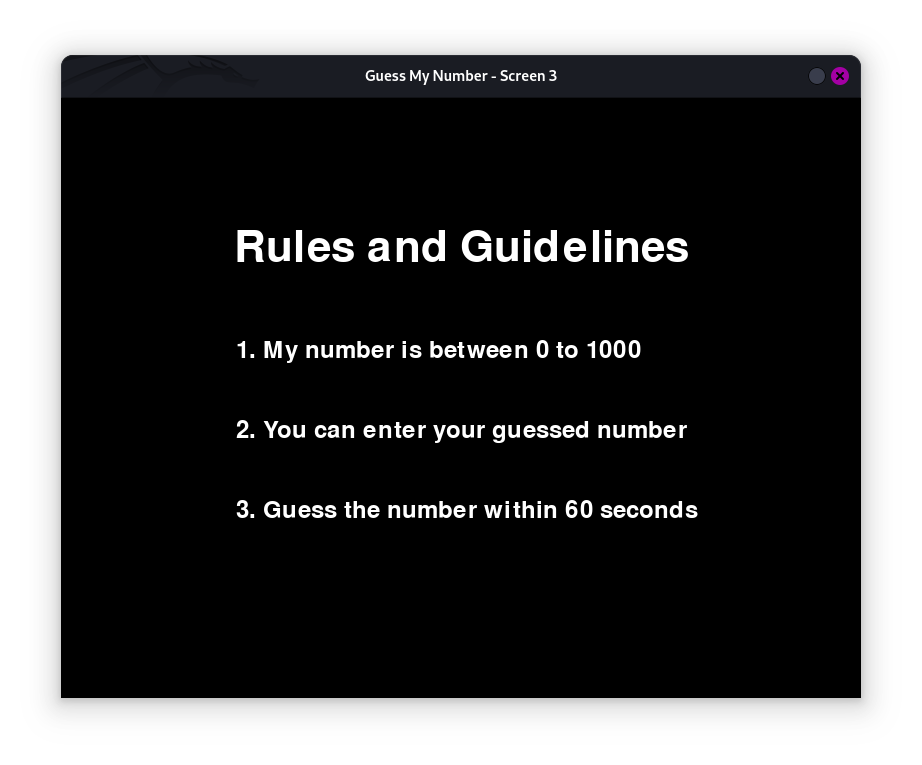 Guess My Number - Screen 3
Rules and Guidelines
1. My number is between 0 to 1000
2. You can enter your guessed number
3. Guess the number within 60 seconds